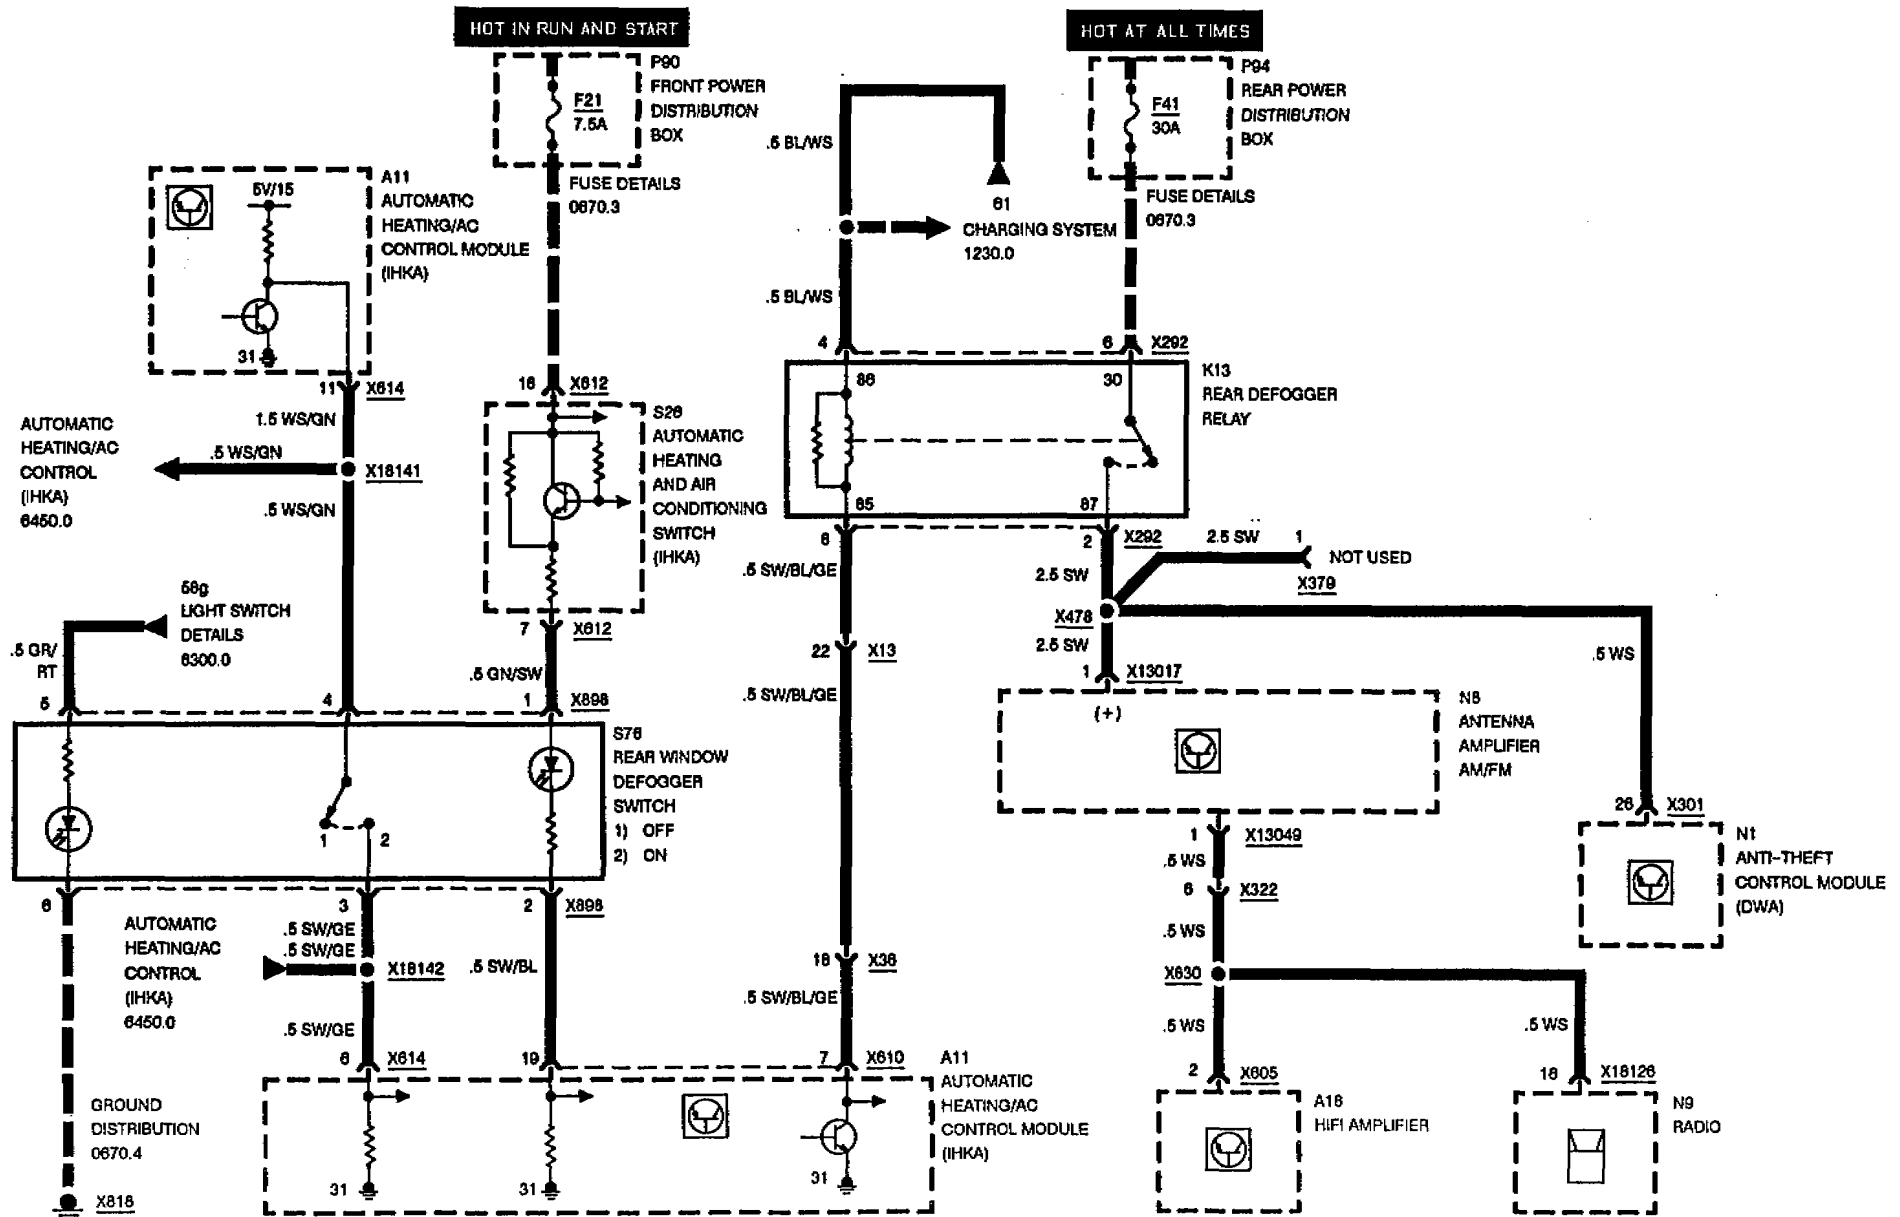 HOT IN RUN AND START
HOT AT ALL TIMES
P90
FRONT POWER
DISTRIBUTION
BOX
F21
7.5A
FUSE DETAILS
0670.3
P94
REAR POWER
DISTRIBUTION
BOX
F41
30A
FUSE DETAILS
0670.3
.5 BL/WS
61
CHARGING SYSTEM
1230.0
.5 BL/WS
A11
AUTOMATIC
HEATING/AC
CONTROL MODULE
(IHKA)
5V/15
31
11
X614
1.5 WS/GN
AUTOMATIC
HEATING/AC
CONTROL
(IHKA)
6450.0
.5 WS/GN
X18141
.5 WS/GN
16
X612
S26
AUTOMATIC
HEATING
AND AIR
CONDITIONING
SWITCH
(IHKA)
7
X612
.5 GN/SW
4
6
X292
86
30
K13
REAR DEFOGGER
RELAY
85
87
8
2
X292
2.5 SW
1
NOT USED
X379
.5 SW/BL/GE
2.5 SW
X478
2.5 SW
.5 WS
22
X13
.5 SW/BL/GE
1
X13017
(+)
N8
ANTENNA
AMPLIFIER
AM/FM
58g
LIGHT SWITCH
DETAILS
6300.0
.5 GR/
RT
5
4
1
X898
S76
REAR WINDOW
DEFOGGER
SWITCH
1) OFF
2) ON
1
2
6
3
2
X898
26
X301
N1
ANTI-THEFT
CONTROL MODULE
(DWA)
1
X13049
.5 WS
6
X322
.5 WS
X630
.5 WS
.5 WS
AUTOMATIC
HEATING/AC
CONTROL
(IHKA)
6450.0
.5 SW/GE
.5 SW/GE
X18142
.5 SW/BL
.5 SW/GE
18
X36
.5 SW/BL/GE
6
X614
19
7
X610
A11
AUTOMATIC
HEATING/AC
CONTROL MODULE
(IHKA)
31
31
31
GROUND
DISTRIBUTION
0670.4
X818
2
X605
A18
HIFI AMPLIFIER
16
X18126
N9
RADIO